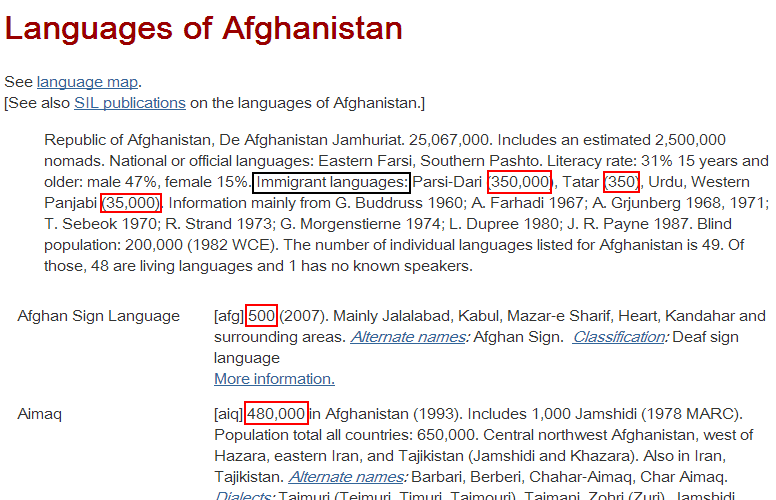 Languages of Afghanistan
See language map.
[See also SIL publications on the languages of Afghanistan.]
Republic of Afghanistan, De Afghanistan Jamhuriat. 25,067,000. Includes an estimated 2,500,000
nomads. National or official languages: Eastern Farsi, Southern Pashto. Literacy rate: 31% 15 years and
older: male 47%, female 15%. Immigrant languages: Parsi-Dari (350,000), Tatar (350), Urdu, Western
Panjabi (35,000). Information mainly from G. Buddruss 1960; A. Farhadi 1967; A. Grjunberg 1968, 1971;
T. Sebeok 1970; R. Strand 1973; G. Morgenstierne 1974; L. Dupree 1980; J. R. Payne 1987. Blind
population: 200,000 (1982 WCE). The number of individual languages listed for Afghanistan is 49. Of
those, 48 are living languages and 1 has no known speakers.
Afghan Sign Language [afg] 500 (2007). Mainly Jalalabad, Kabul, Mazar-e Sharif, Heart, Kandahar and
surrounding areas. Alternate names: Afghan Sign. Classification: Deaf sign
language
More information.
Aimaq [aiq] 480,000 in Afghanistan (1993). Includes 1,000 Jamshidi (1978 MARC).
Population total all countries: 650,000. Central northwest Afghanistan, west of
Hazara, eastern Iran, and Tajikistan (Jamshidi and Khazara). Also in Iran,
Tajikistan. Alternate names: Barbari, Berberi, Chahar-Aimaq, Char Aimaq.
Dialects: Taimuri (Teimuri, Timuri, Taimouri), Taimani, Zohri (Zuri), Jamshidi